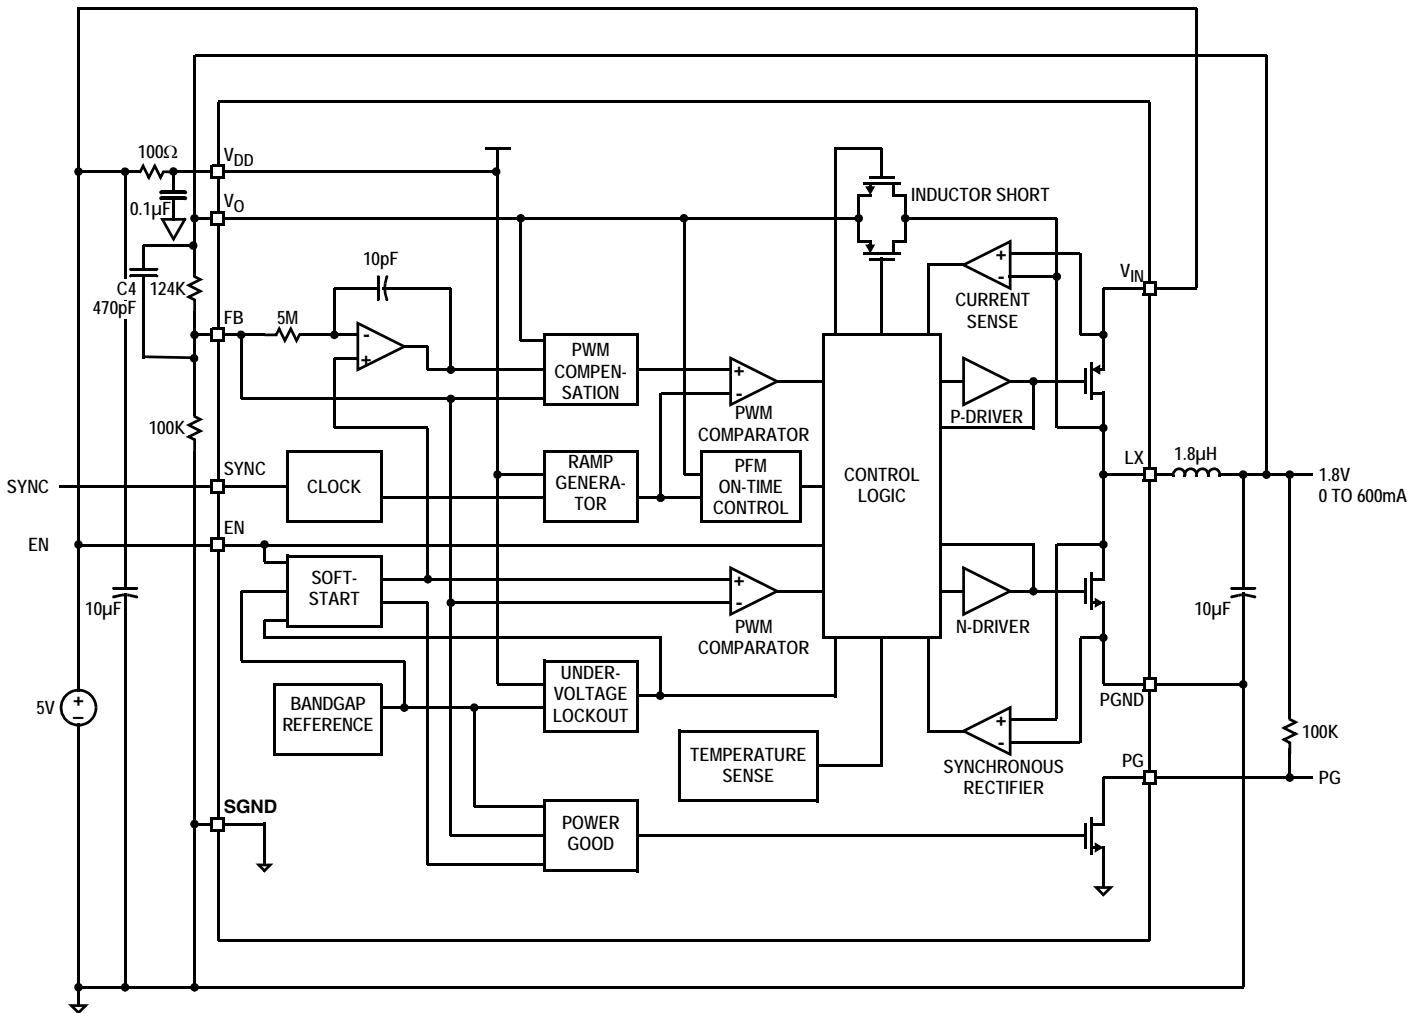 100Ω
V_DD
0.1µF
V_O
INDUCTOR SHORT
10pF
+
-
CURRENT
SENSE
V_IN
C4
470pF
124K
FB
5M
-
+
PWM
COMPEN-
SATION
+
-
PWM
COMPARATOR
P-DRIVER
100K
SYNC
SYNC
CLOCK
RAMP
GENERA-
TOR
PFM
ON-TIME
CONTROL
CONTROL
LOGIC
LX
1.8µH
1.8V
0 TO 600mA
EN
EN
SOFT-
START
+
-
PWM
COMPARATOR
N-DRIVER
10µF
10µF
5V
+
–
BANDGAP
REFERENCE
UNDER-
VOLTAGE
LOCKOUT
PGND
TEMPERATURE
SENSE
+
-
SYNCHRONOUS
RECTIFIER
100K
PG
PG
SGND
POWER
GOOD